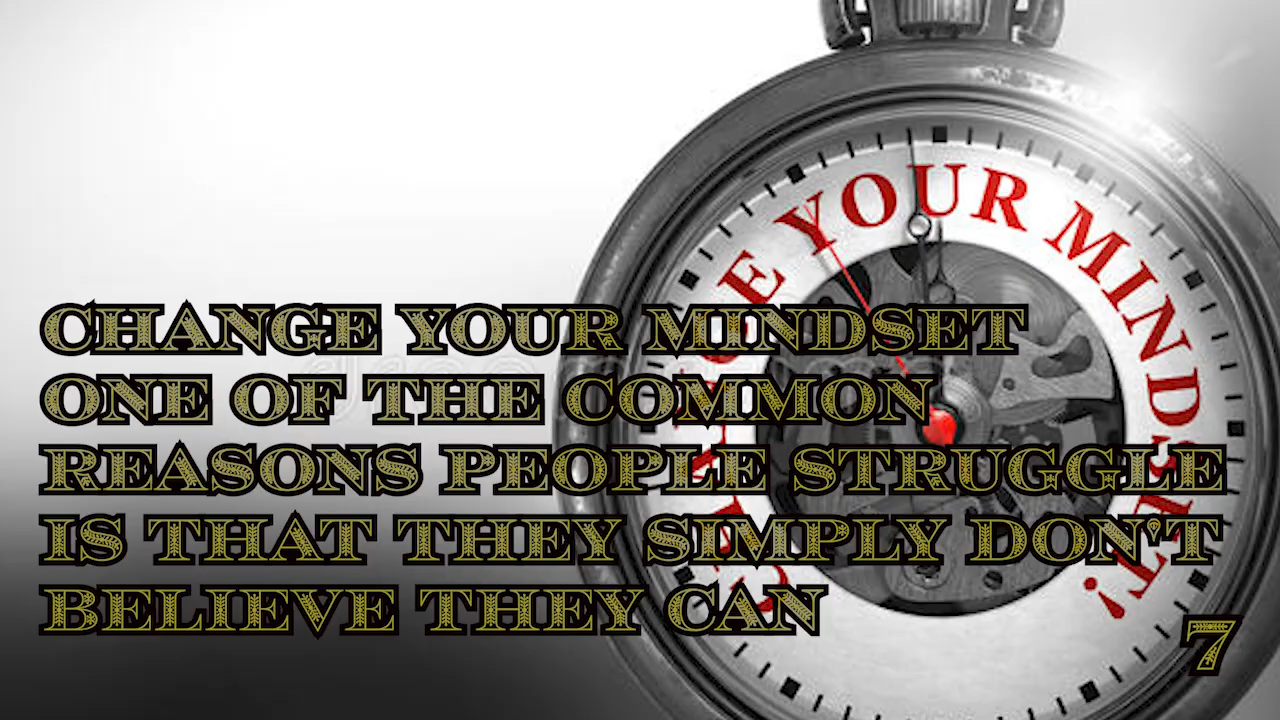 CHANGE YOUR MINDSET!
CHANGE YOUR MINDSET
ONE OF THE COMMON
REASONS PEOPLE STRUGGLE
IS THAT THEY SIMPLY DON'T
BELIEVE THEY CAN
7